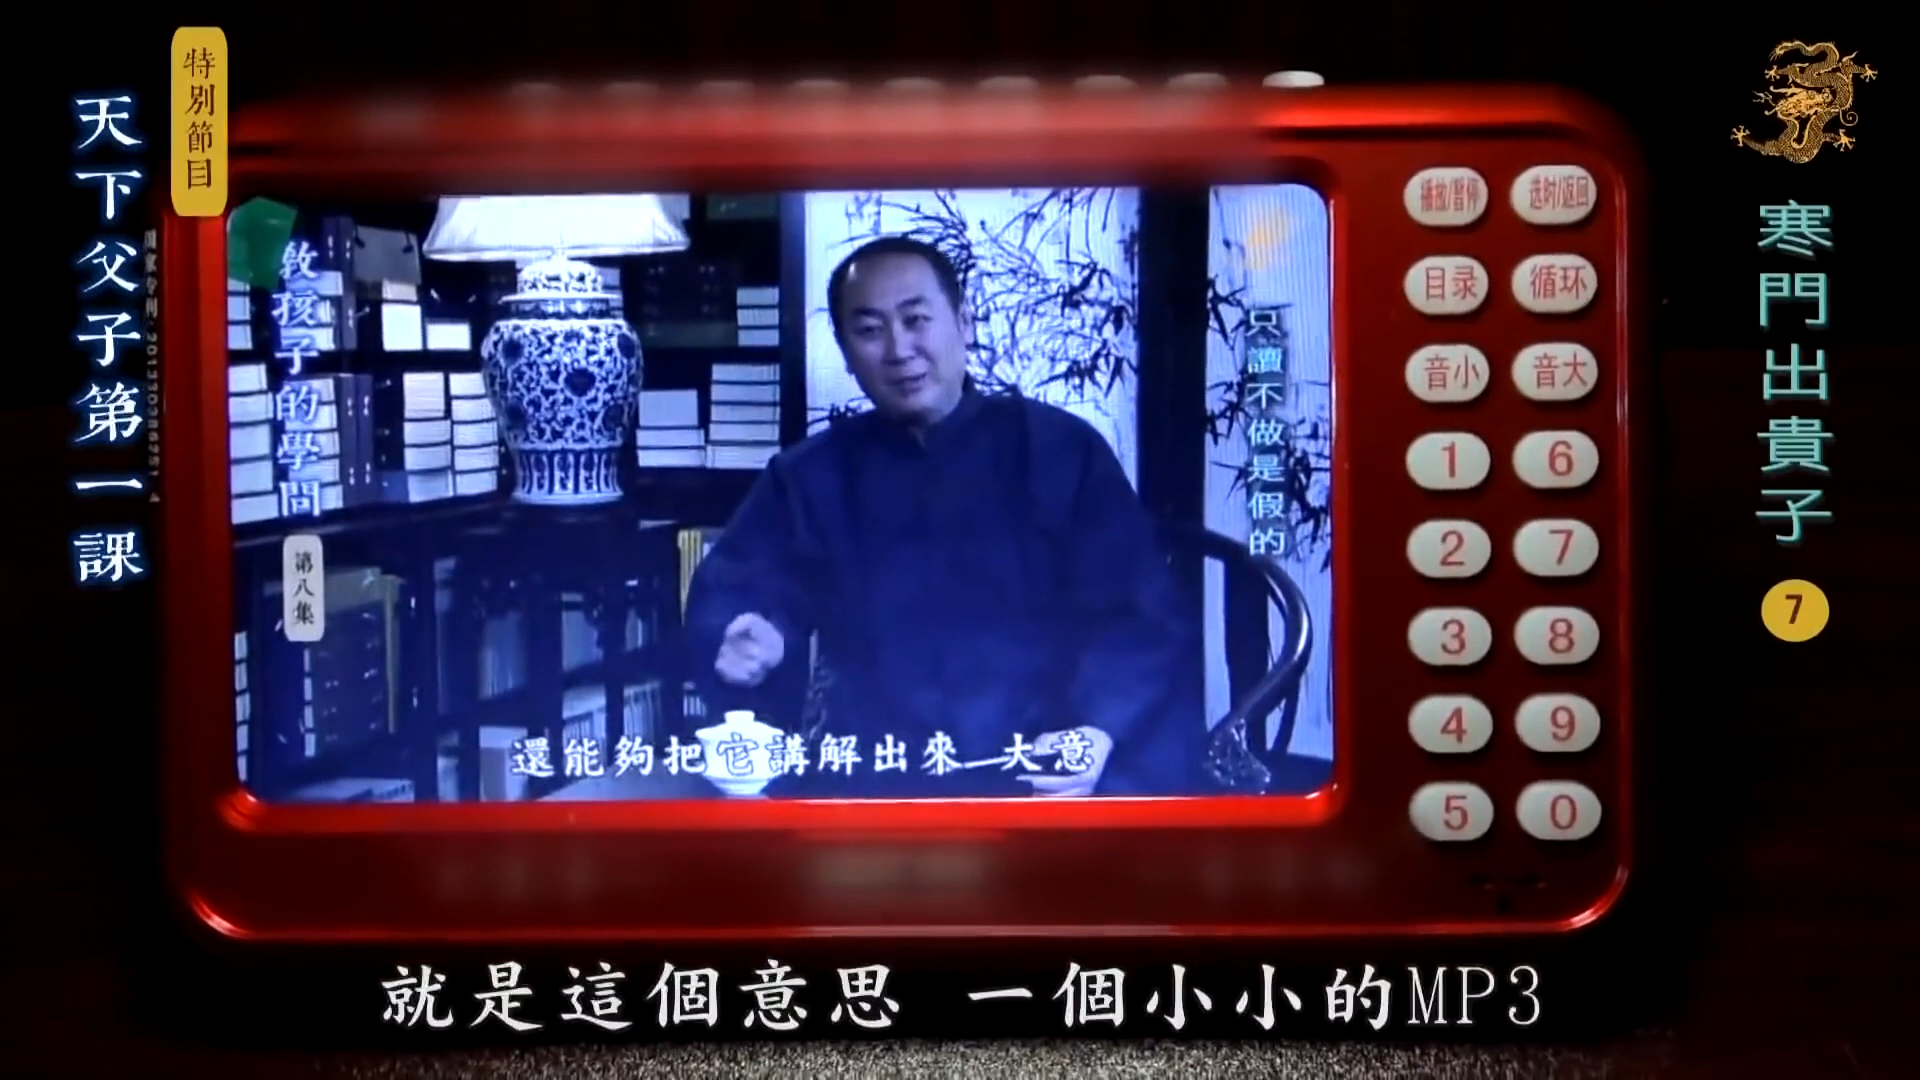 特別節目
天下父子第一課
教孩子的學問
第八集
只讀不做是假的
還能夠把它講解出來 大意
播放/暂停
选时/返回
目录
循环
音小
音大
1
6
2
7
3
8
4
9
5
0
寒門出貴子
7
就是這個意思 一個小小的MP3